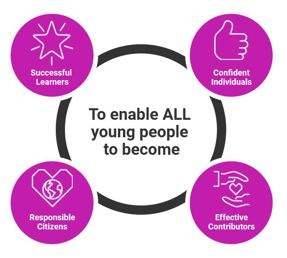 Successful
Learners
Confident
Individuals
To enable ALL
young people
to become
Responsible
Citizens
Effective
Contributors